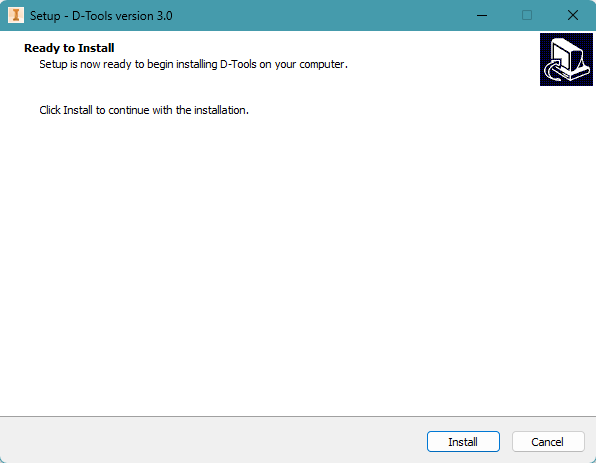 Setup - D-Tools version 3.0
Ready to Install
Setup is now ready to begin installing D-Tools on your computer.
Click Install to continue with the installation.
Install
Cancel